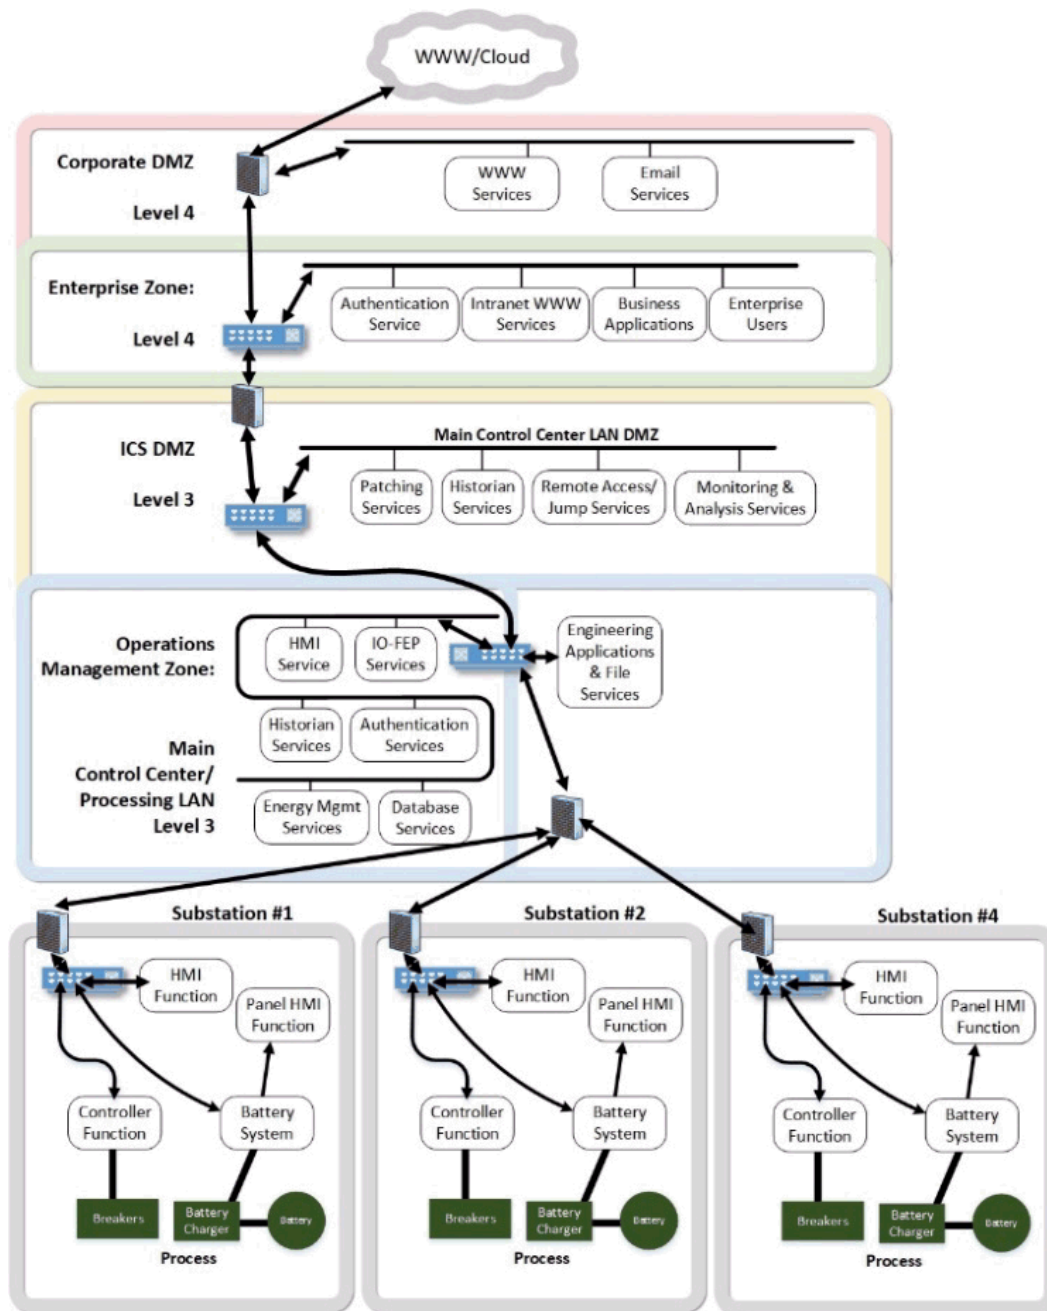 WWW/Cloud
Corporate DMZ
Level 4
WWW
Services
Email
Services
Enterprise Zone:
Level 4
Authentication
Service
Intranet WWW
Services
Business
Applications
Enterprise
Users
ICS DMZ
Level 3
Main Control Center LAN DMZ
Patching
Services
Historian
Services
Remote Access/
Jump Services
Monitoring &
Analysis Services
Operations
Management Zone:
HMI
Service
IO-FEP
Services
Engineering
Applications
& File
Services
Historian
Services
Authentication
Services
Main
Control Center/
Processing LAN
Level 3
Energy Mgmt
Services
Database
Services
Substation #1
HMI
Function
Panel HMI
Function
Controller
Function
Battery
System
Breakers
Battery
Charger
Battery
Process
Substation #2
HMI
Function
Panel HMI
Function
Controller
Function
Battery
System
Breakers
Battery
Charger
Battery
Process
Substation #4
HMI
Function
Panel HMI
Function
Controller
Function
Battery
System
Breakers
Battery
Charger
Battery
Process